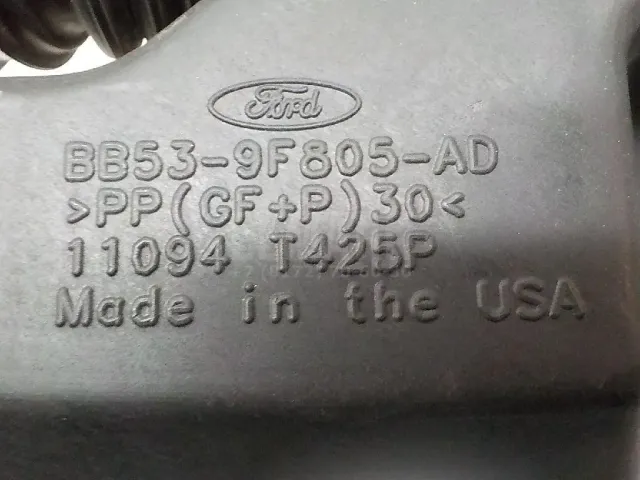 Ford
BB53-9F805-AD
>PP(GF+P)30<
11094 T425P
Made in the USA